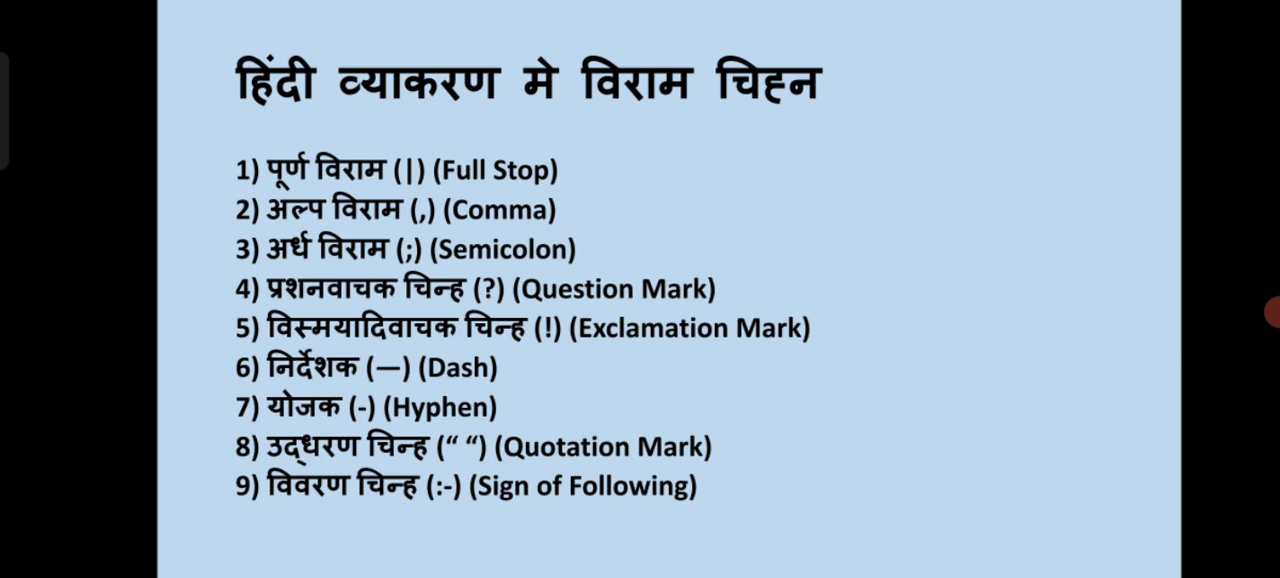 हिंदी व्याकरण मे विराम चिह्न
1) पूर्ण विराम (|) (Full Stop)
2) अल्प विराम (,) (Comma)
3) अर्ध विराम (;) (Semicolon)
4) प्रशनवाचक चिन्ह (?) (Question Mark)
5) विस्मयादिवाचक चिन्ह (!) (Exclamation Mark)
6) निर्देशक (—) (Dash)
7) योजक (-) (Hyphen)
8) उद्धरण चिन्ह (“ “) (Quotation Mark)
9) विवरण चिन्ह (:-) (Sign of Following)